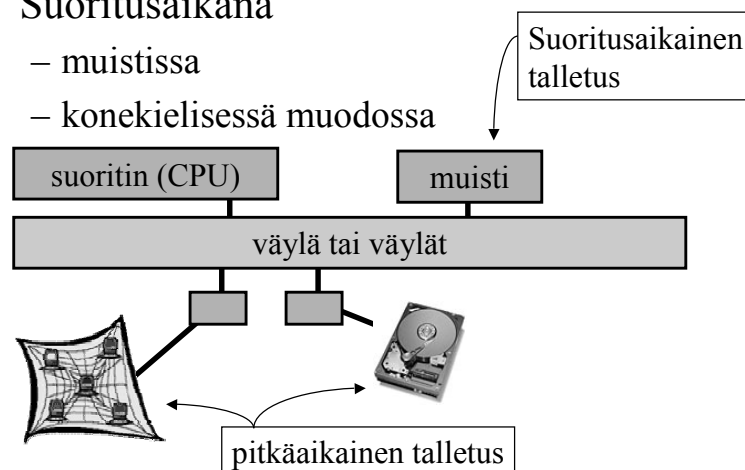 Suoritusaikana
– muistissa
– konekielisessä muodossa
Suoritusaikainen
talletus
suoritin (CPU)
muisti
väylä tai väylät
pitkäaikainen talletus